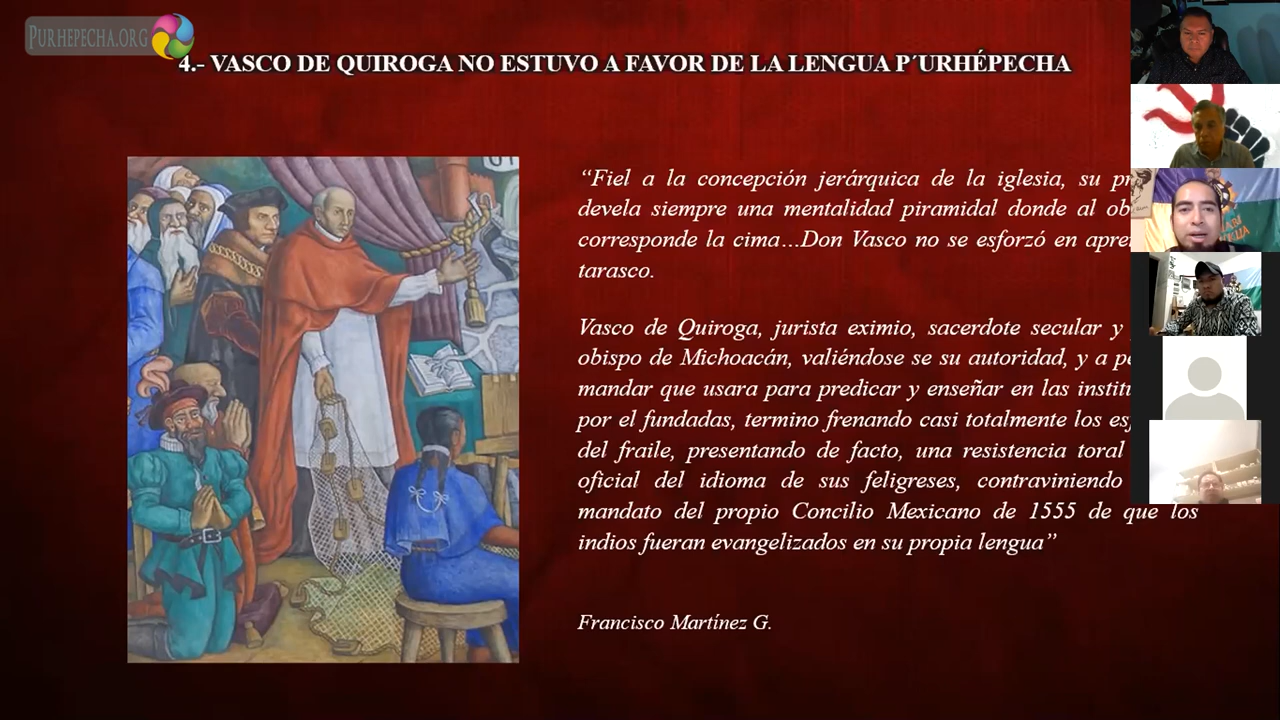 PURHEPECHA.ORG
4.- VASCO DE QUIROGA NO ESTUVO A FAVOR DE LA LENGUA P´URHÉPECHA
“Fiel a la concepción jerárquica de la iglesia, su
devela siempre una mentalidad piramidal donde al
corresponde la cima…Don Vasco no se esforzó en
tarasco.
Vasco de Quiroga, jurista eximio, sacerdote secular y
obispo de Michoacán, valiéndose se su autoridad, y a
mandar que usara para predicar y enseñar en las
por el fundadas, termino frenando casi totalmente los
del fraile, presentando de facto, una resistencia toral
oficial del idioma de sus feligreses, contraviniendo
mandato del propio Concilio Mexicano de 1555 de que los
indios fueran evangelizados en su propia lengua”
Francisco Martínez G.